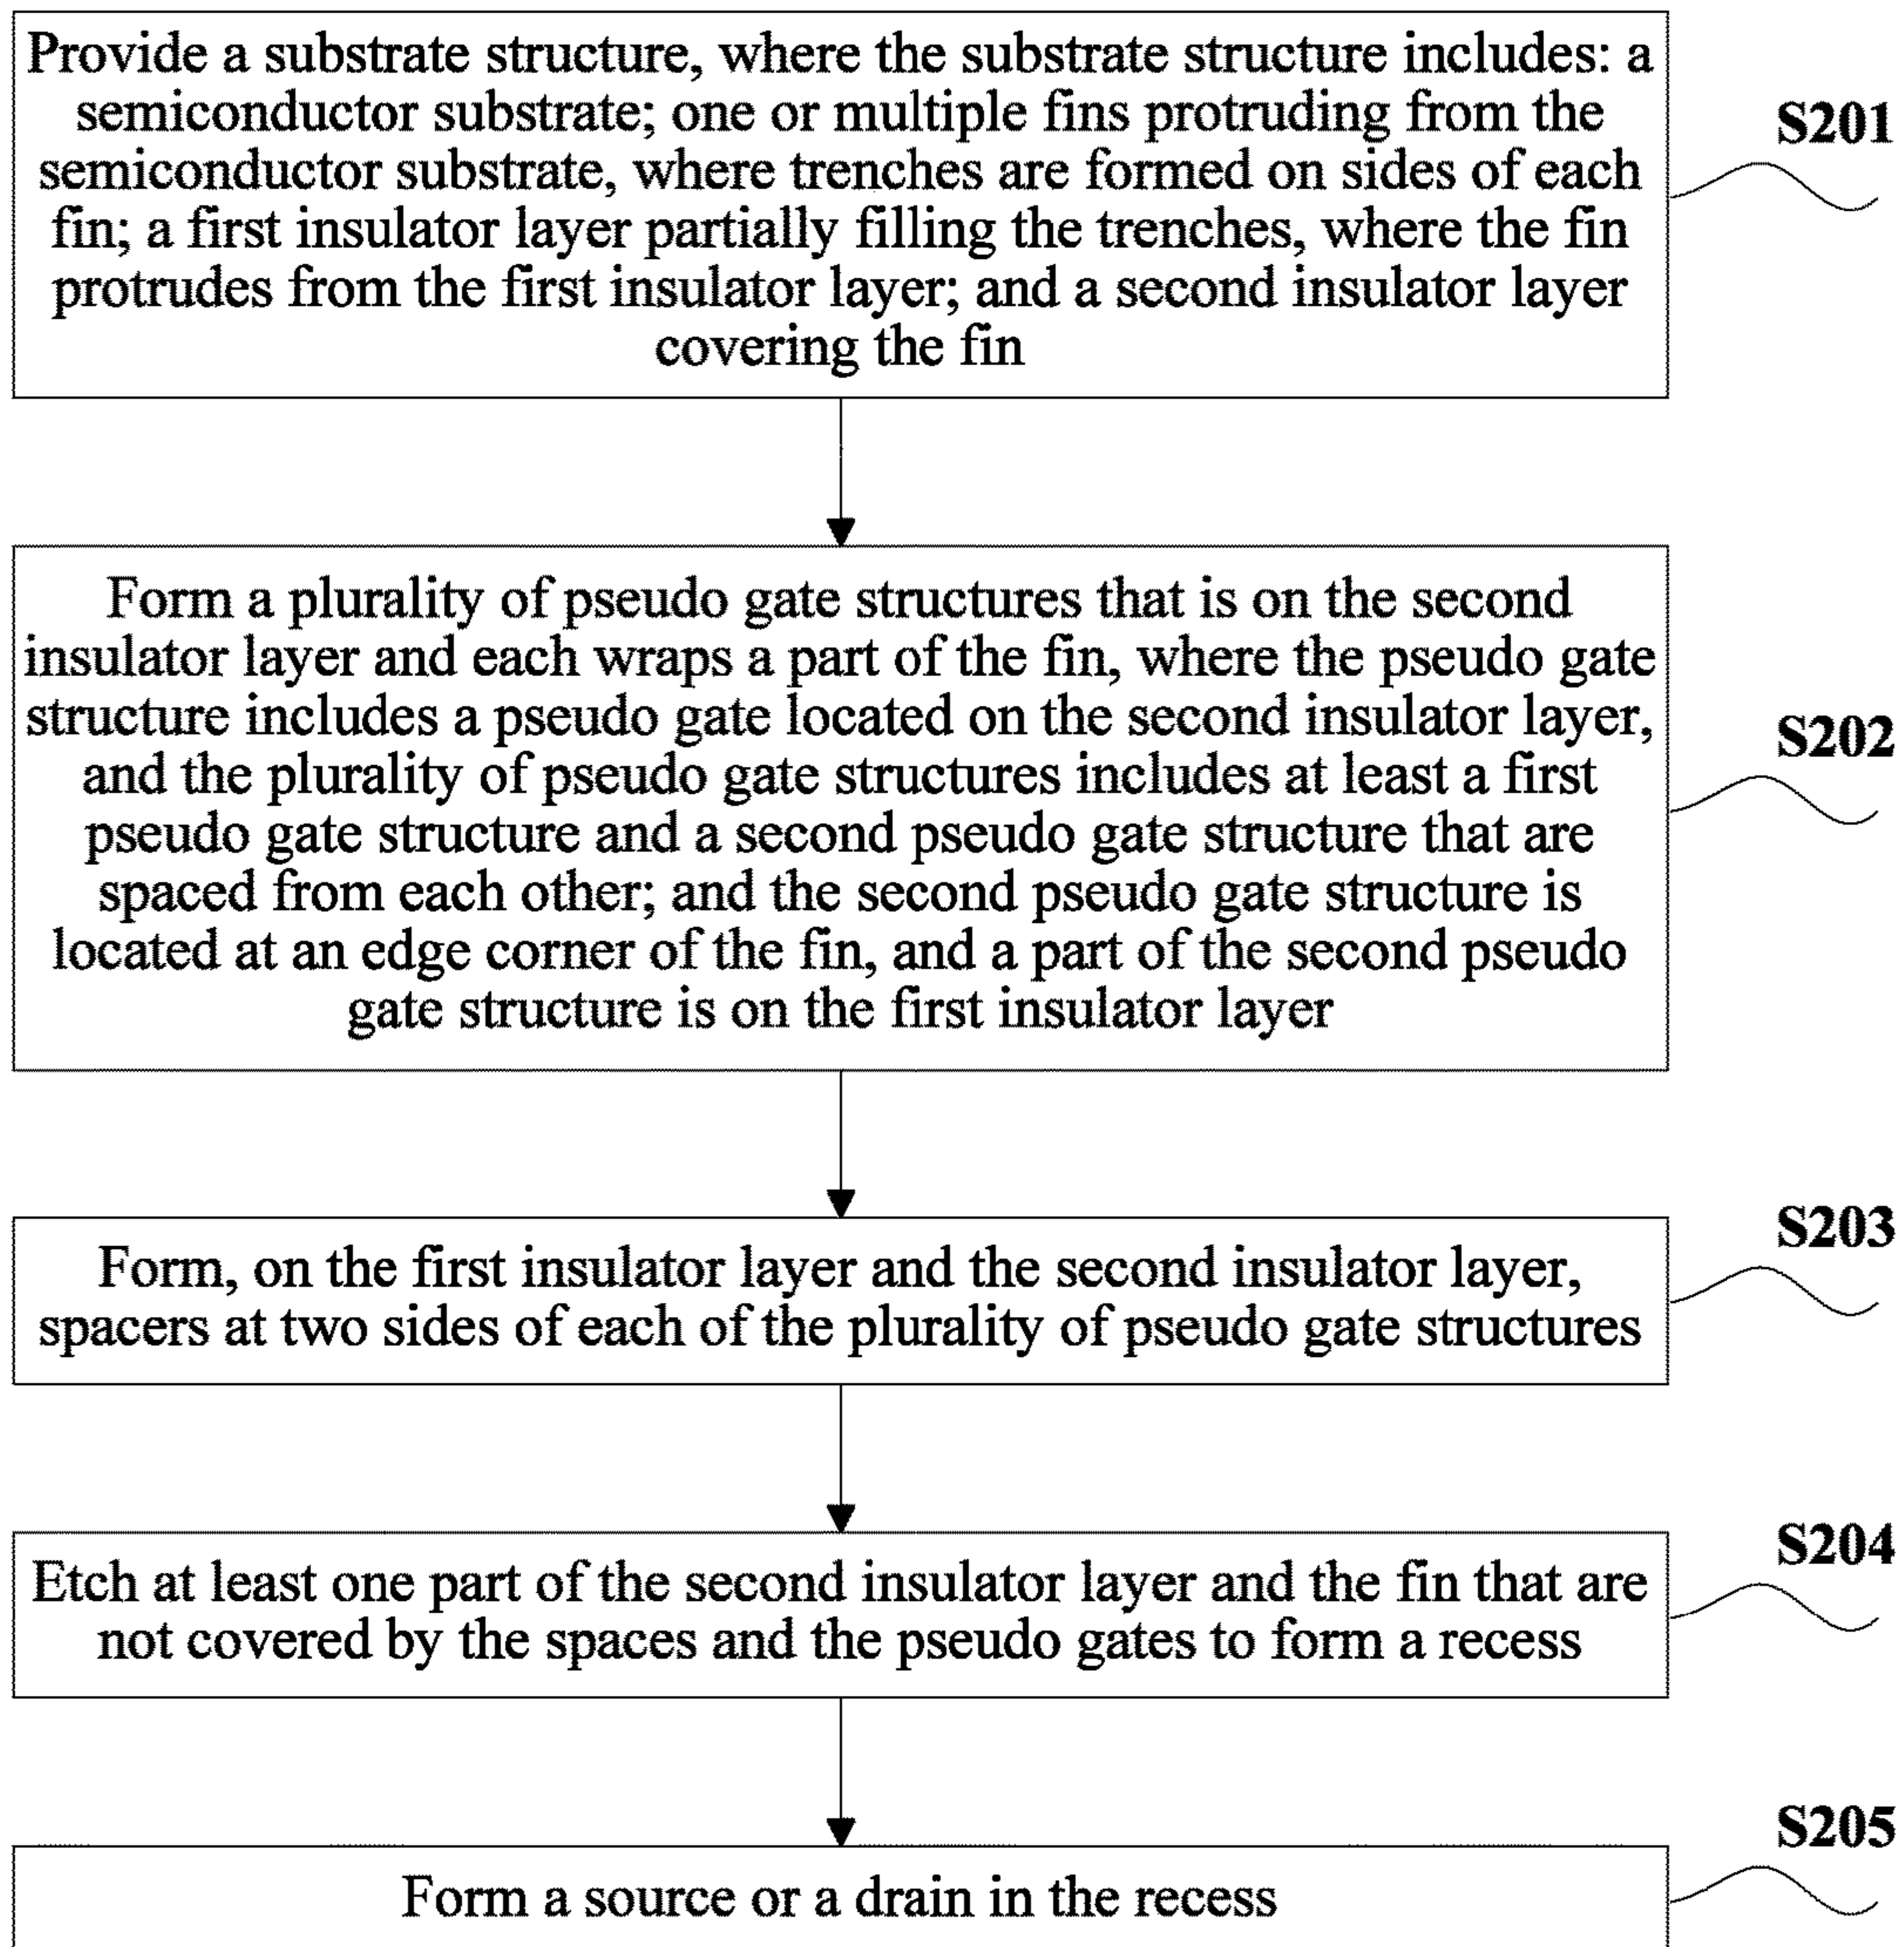 Provide a substrate structure, where the substrate structure includes: a
semiconductor substrate; one or multiple fins protruding from the
semiconductor substrate, where trenches are formed on sides of each
fin; a first insulator layer partially filling the trenches, where the fin
protrudes from the first insulator layer; and a second insulator layer
covering the fin
S201
Form a plurality of pseudo gate structures that is on the second
insulator layer and each wraps a part of the fin, where the pseudo gate
structure includes a pseudo gate located on the second insulator layer,
and the plurality of pseudo gate structures includes at least a first
pseudo gate structure and a second pseudo gate structure that are
spaced from each other; and the second pseudo gate structure is
located at an edge corner of the fin, and a part of the second pseudo
gate structure is on the first insulator layer
S202
Form, on the first insulator layer and the second insulator layer,
spacers at two sides of each of the plurality of pseudo gate structures
S203
Etch at least one part of the second insulator layer and the fin that are
not covered by the spaces and the pseudo gates to form a recess
S204
Form a source or a drain in the recess
S205